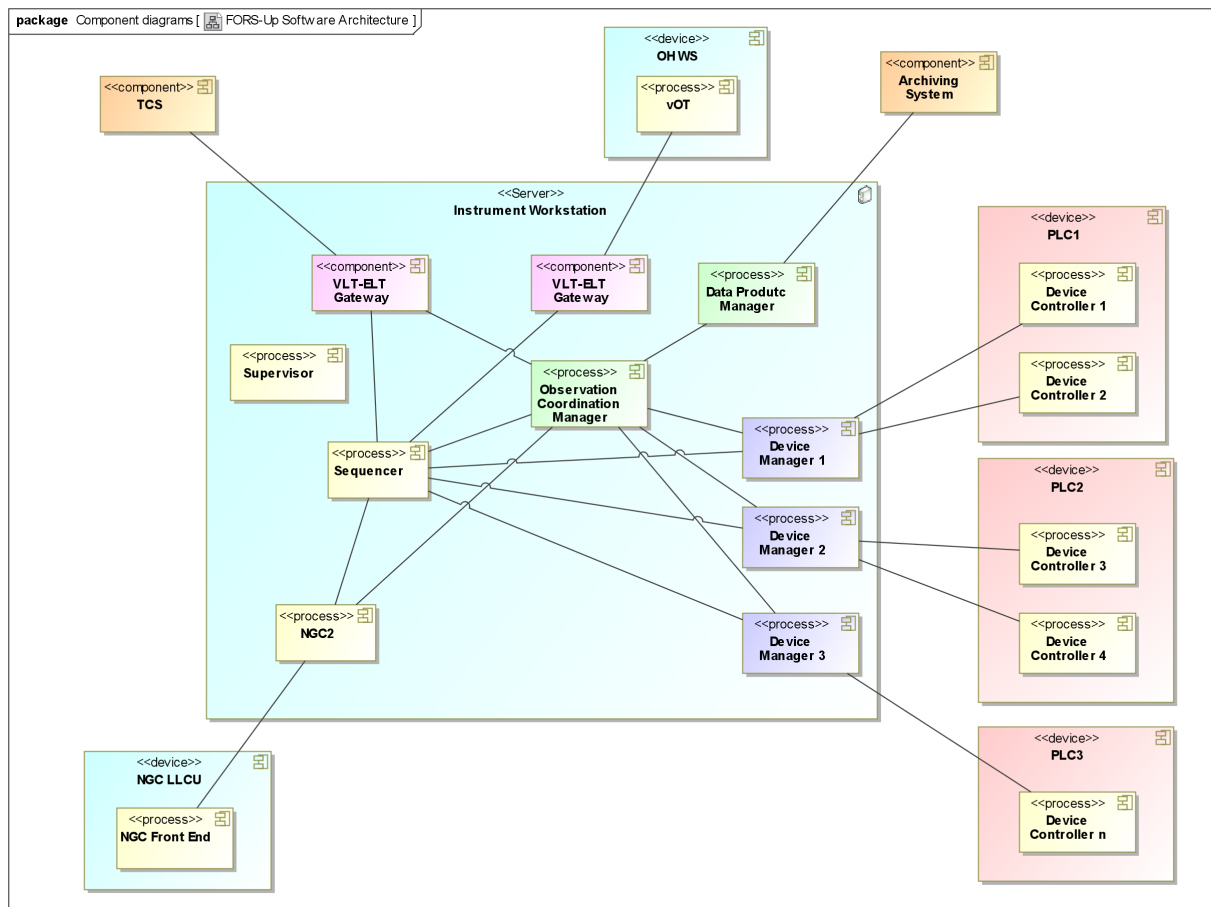 package Component diagrams [ FORS-Up Software Architecture ]
<<device>>
OH WS
<<process>>
vOT
<<component>>
TCS
<<component>>
Archiving
System
<<Server>>
Instrument Workstation
<<component>>
VLT-ELT
Gateway
<<component>>
VLT-ELT
Gateway
<<process>>
Data Produtc
Manager
<<process>>
Supervisor
<<process>>
Observation
Coordination
Manager
<<process>>
Sequencer
<<process>>
Device
Manager 1
<<process>>
Device
Manager 2
<<process>>
NGC2
<<process>>
Device
Manager 3
<<device>>
PLC1
<<process>>
Device
Controller 1
<<process>>
Device
Controller 2
<<device>>
PLC2
<<process>>
Device
Controller 3
<<process>>
Device
Controller 4
<<device>>
PLC3
<<process>>
Device
Controller n
<<device>>
NGC LLCU
<<process>>
NGC Front End